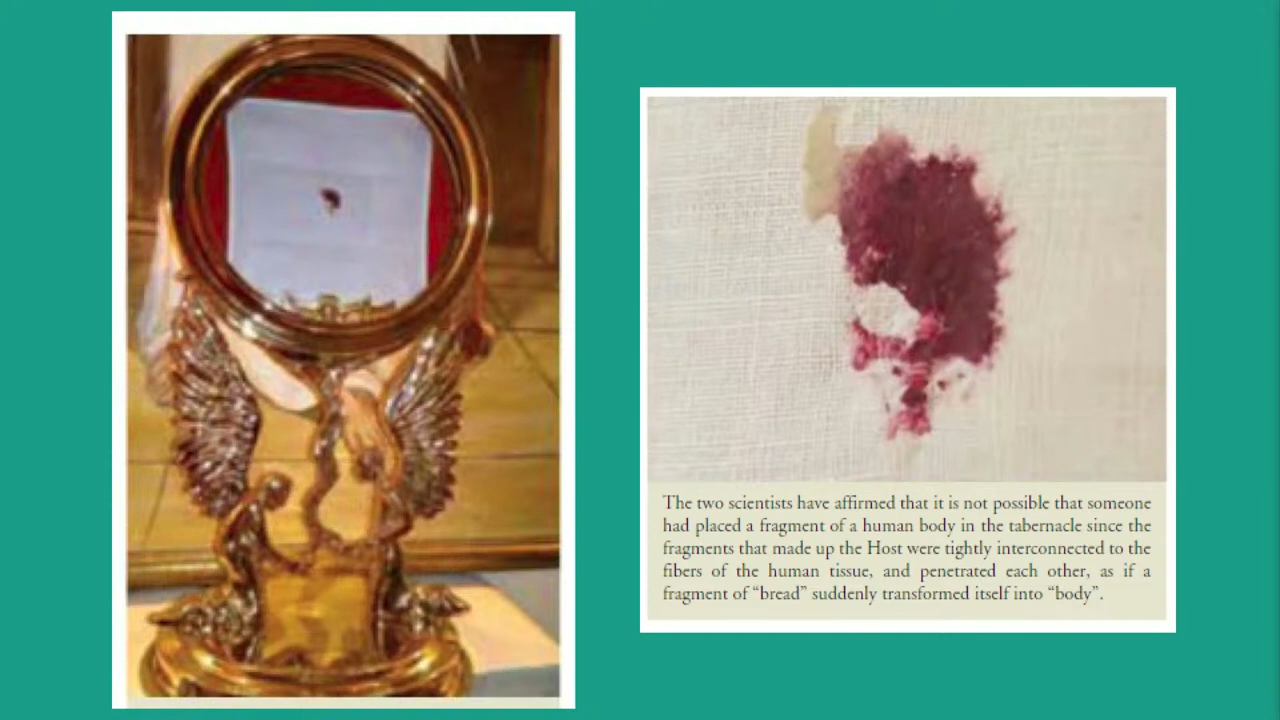 The two scientists have affirmed that it is not possible that someone
had placed a fragment of a human body in the tabernacle since the
fragments that made up the Host were tightly interconnected to the
fibers of the human tissue, and penetrated each other, as if a
fragment of “bread” suddenly transformed itself into “body”.